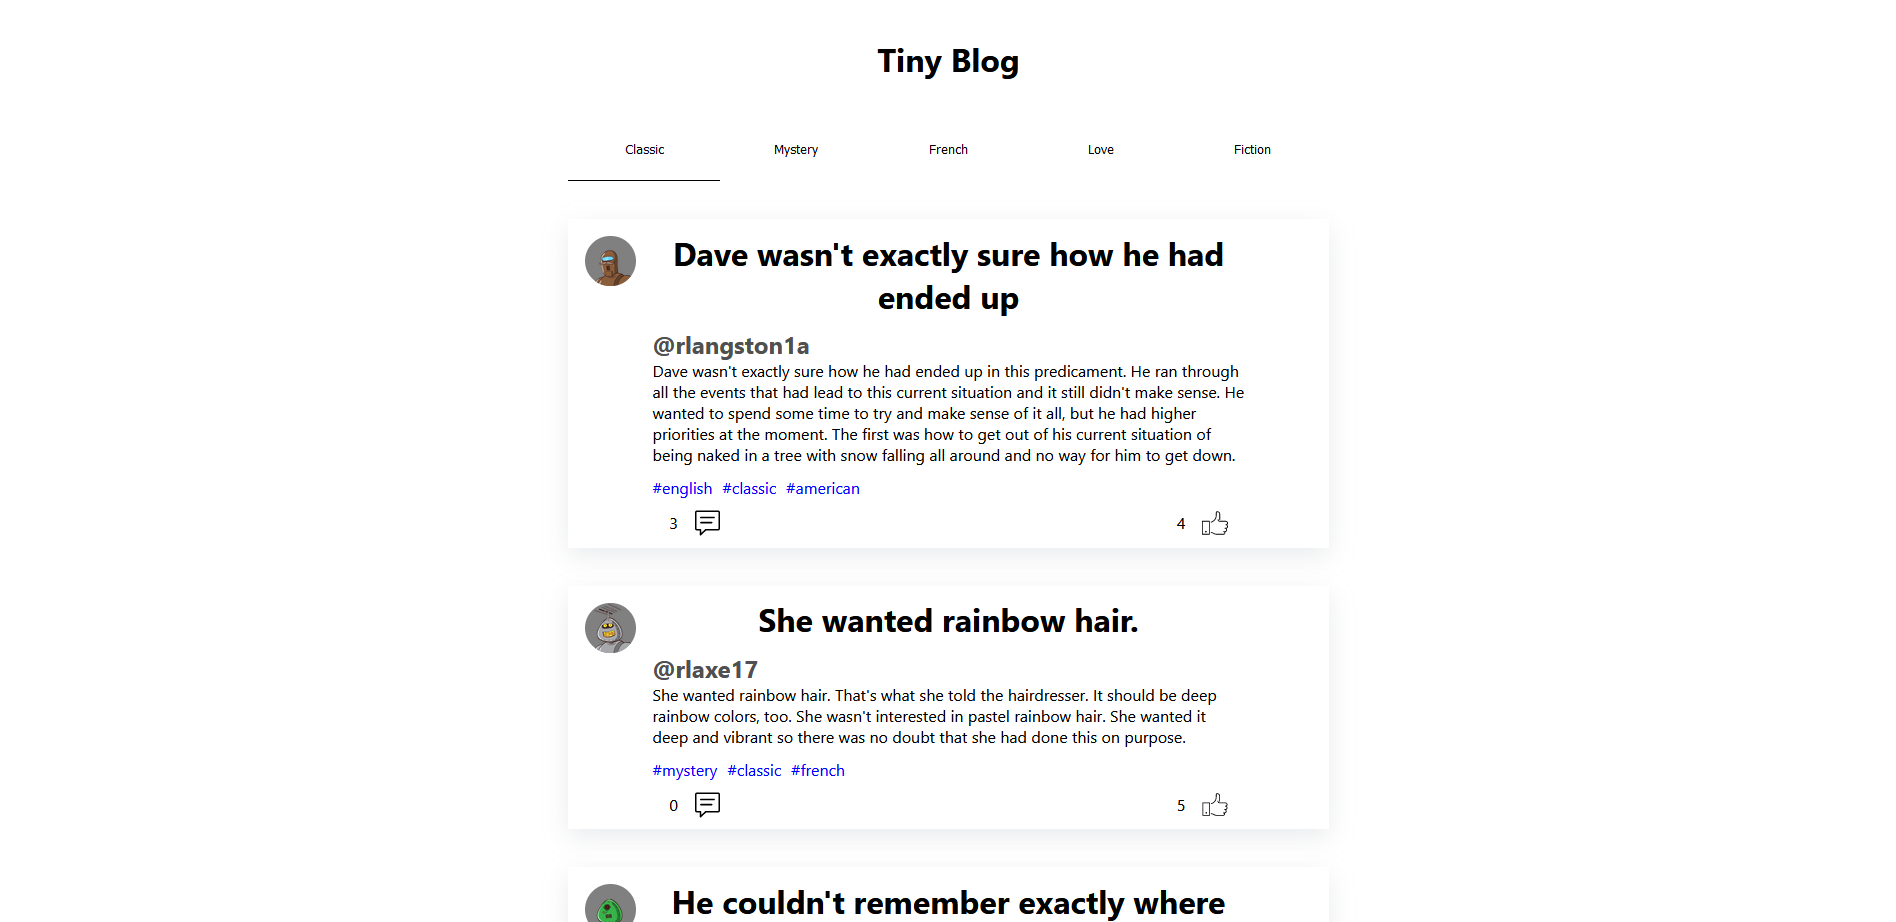 Tiny Blog
Classic Mystery French Love Fiction
Dave wasn't exactly sure how he had
ended up
@rlangston1a
Dave wasn't exactly sure how he had ended up in this predicament. He ran through
all the events that had lead to this current situation and it still didn't make sense. He
wanted to spend some time to try and make sense of it all, but he had higher
priorities at the moment. The first was how to get out of his current situation of
being naked in a tree with snow falling all around and no way for him to get down.
#english #classic #american
3 4
She wanted rainbow hair.
@rlaxe17
She wanted rainbow hair. That's what she told the hairdresser. It should be deep
rainbow colors, too. She wasn't interested in pastel rainbow hair. She wanted it
deep and vibrant so there was no doubt that she had done this on purpose.
#mystery #classic #french
0 5
He couldn't remember exactly where